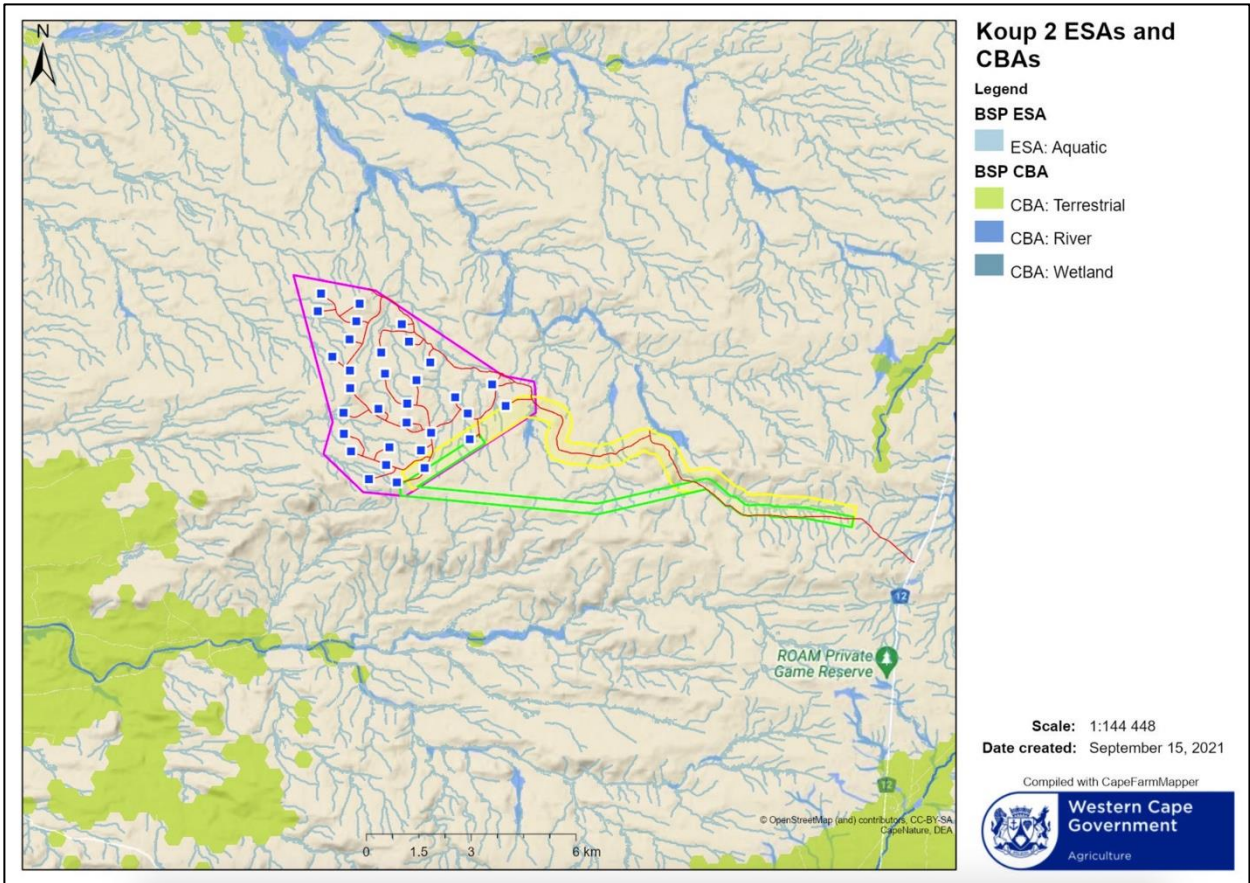 N
Koup 2 ESAs and
CBAs
Legend
BSP ESA
ESA: Aquatic
BSP CBA
CBA: Terrestrial
CBA: River
CBA: Wetland
12
ROAM Private
Game Reserve
12
Scale: 1:144 448
Date created: September 15, 2021
Compiled with CapeFarmMapper
Western Cape
Government
Agriculture
© OpenStreetMap (and) contributors, CC-BY-SA
CapeNature, DEA
0 1.5 3 6 km